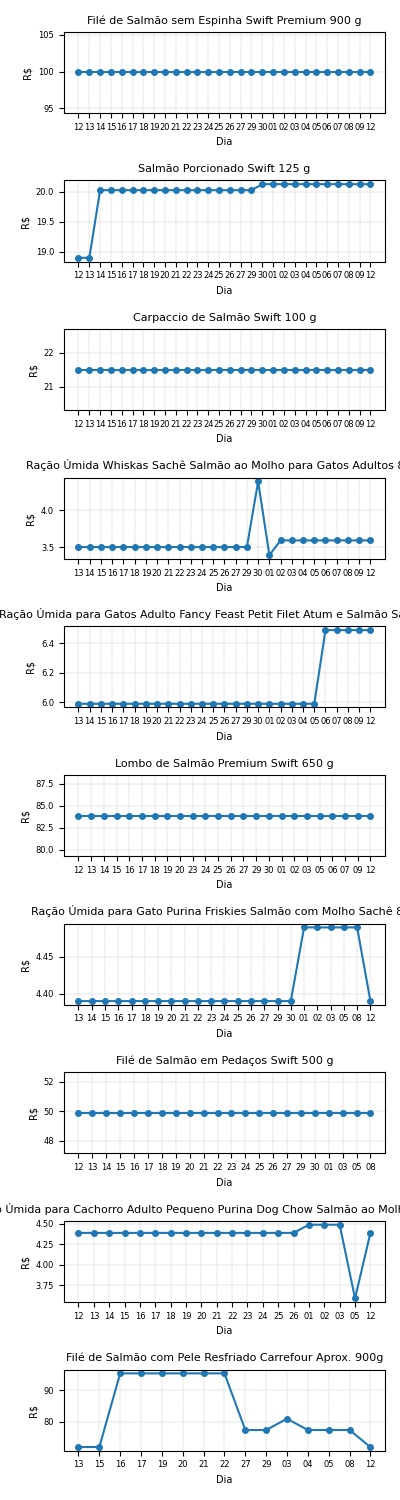 Filé de Salmão sem Espinha Swift Premium 900 g
105
100
95
R$
12 13 14 15 16 17 18 19 20 21 22 23 24 25 26 27 28 29 30 01 02 03 04 05 06 07 08 09 12
Dia
Salmão Porcionado Swift 125 g
20.0
19.5
19.0
R$
12 13 14 15 16 17 18 19 20 21 22 23 24 25 26 27 28 29 30 01 02 03 04 05 06 07 08 09 12
Dia
Carpaccio de Salmão Swift 100 g
22
21
R$
12 13 14 15 16 17 18 19 20 21 22 23 24 25 26 27 28 29 30 01 02 03 04 05 06 07 08 09 12
Dia
Ração Úmida Whiskas Sachê Salmão ao Molho para Gatos Adultos 8
4.0
3.5
R$
13 14 15 16 17 18 19 20 21 22 23 24 25 26 27 29 30 01 02 03 04 05 06 07 08 09 12
Dia
Ração Úmida para Gatos Adulto Fancy Feast Petit Filet Atum e Salmão Sa
6.4
6.2
6.0
R$
13 14 15 16 17 18 19 20 21 22 23 24 25 26 27 29 30 01 02 03 04 05 06 07 08 09 12
Dia
Lombo de Salmão Premium Swift 650 g
87.5
85.0
82.5
80.0
R$
12 13 14 15 16 17 18 19 20 21 22 23 24 25 26 27 29 30 01 02 03 05 08 12
Dia
Ração Úmida para Gato Purina Friskies Salmão com Molho Sachê 8
4.45
4.40
R$
13 14 15 16 17 18 19 20 21 22 23 24 25 26 27 29 30 01 02 03 05 08 12
Dia
Filé de Salmão em Pedaços Swift 500 g
52
50
48
R$
12 13 14 15 16 17 18 19 20 21 22 23 24 25 26 27 29 30 01 03 05 08
Dia
Úmida para Cachorro Adulto Pequeno Purina Dog Chow Salmão ao Molh
4.50
4.25
4.00
3.75
R$
12 13 14 15 16 17 18 19 20 21 22 23 24 25 26 01 02 03 05 12
Dia
Filé de Salmão com Pele Resfriado Carrefour Aprox. 900g
90
80
R$
13 15 16 17 19 20 21 22 27 29 03 04 05 08 12
Dia